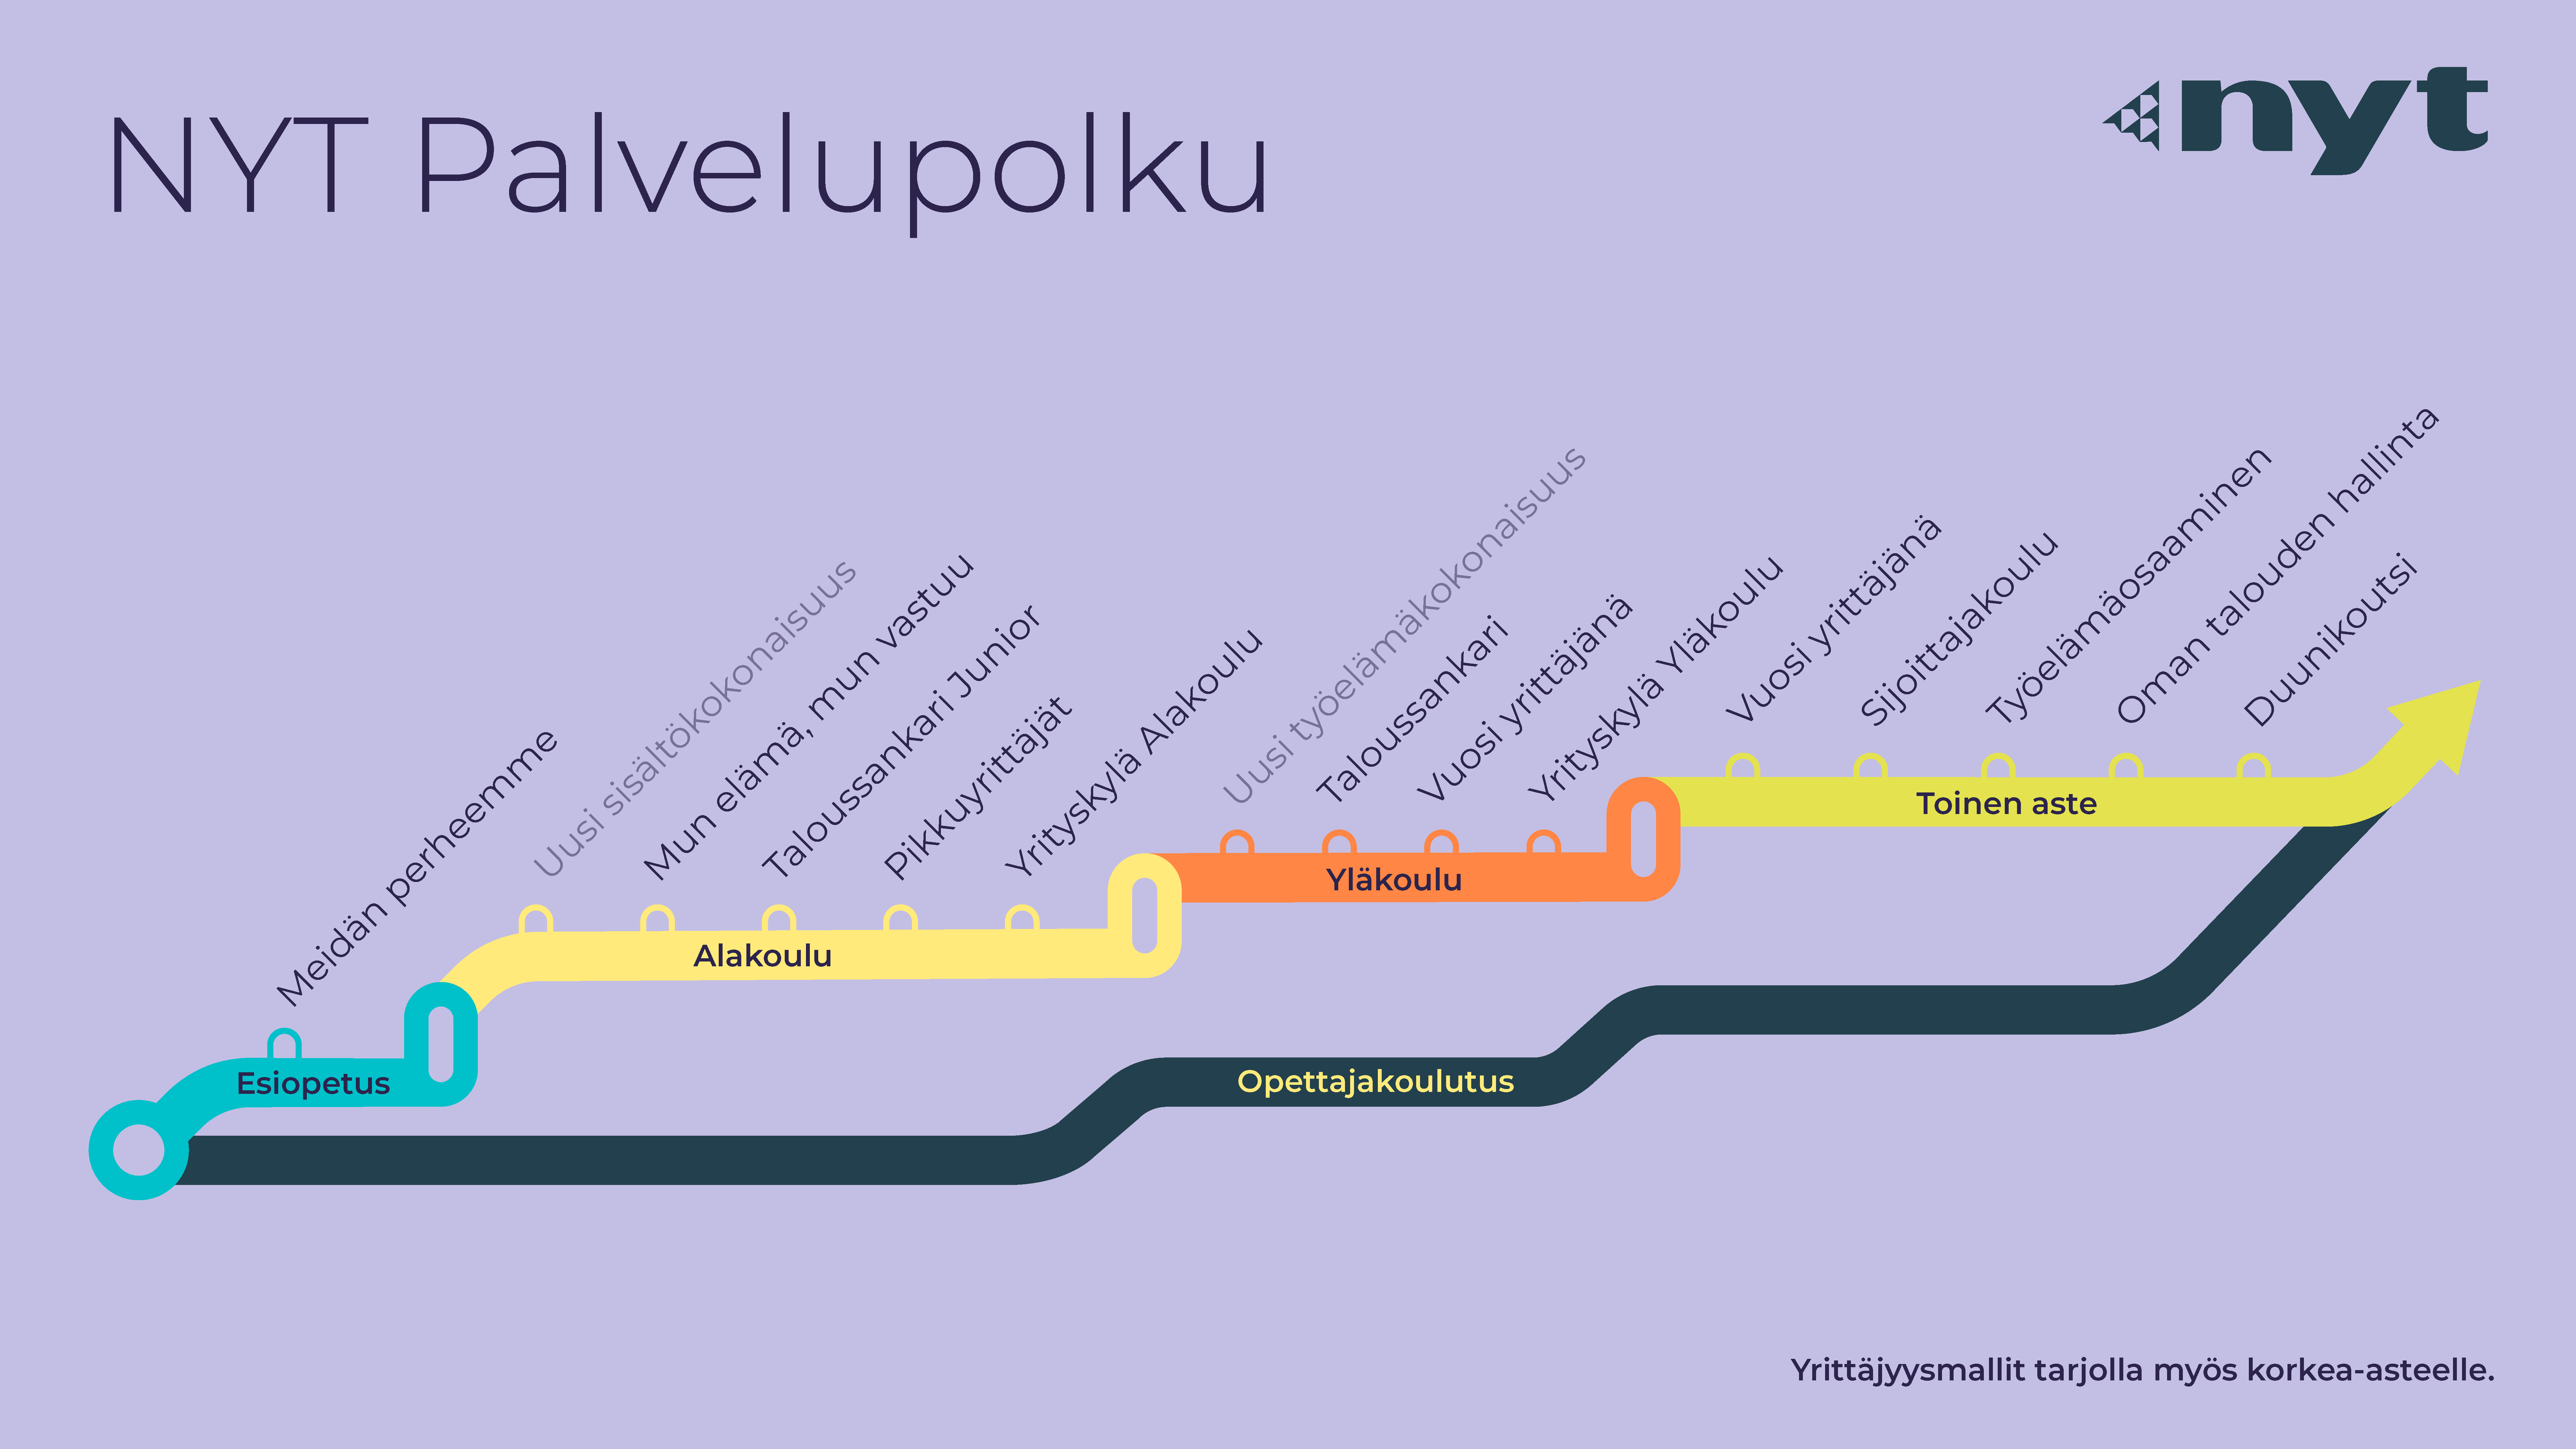 NYT Palvelupolku
nyt
Meidän perheemme
Uusi sisältökokonaisuus
Mun elämä, mun vastuu
Taloussankari Junior
Pikkuyrittäjät
Yrityskylä Alakoulu
Uusi työelämäkokonaisuus
Taloussankari
Vuosi yrittäjänä
Yrityskylä Yläkoulu
Vuosi yrittäjänä
Sijoittajakoulu
Työelämäosaaminen
Oman talouden hallinta
Duunikoutsi
Esiopetus
Alakoulu
Yläkoulu
Toinen aste
Opettajakoulutus
Yrittäjyysmallit tarjolla myös korkea-asteelle.